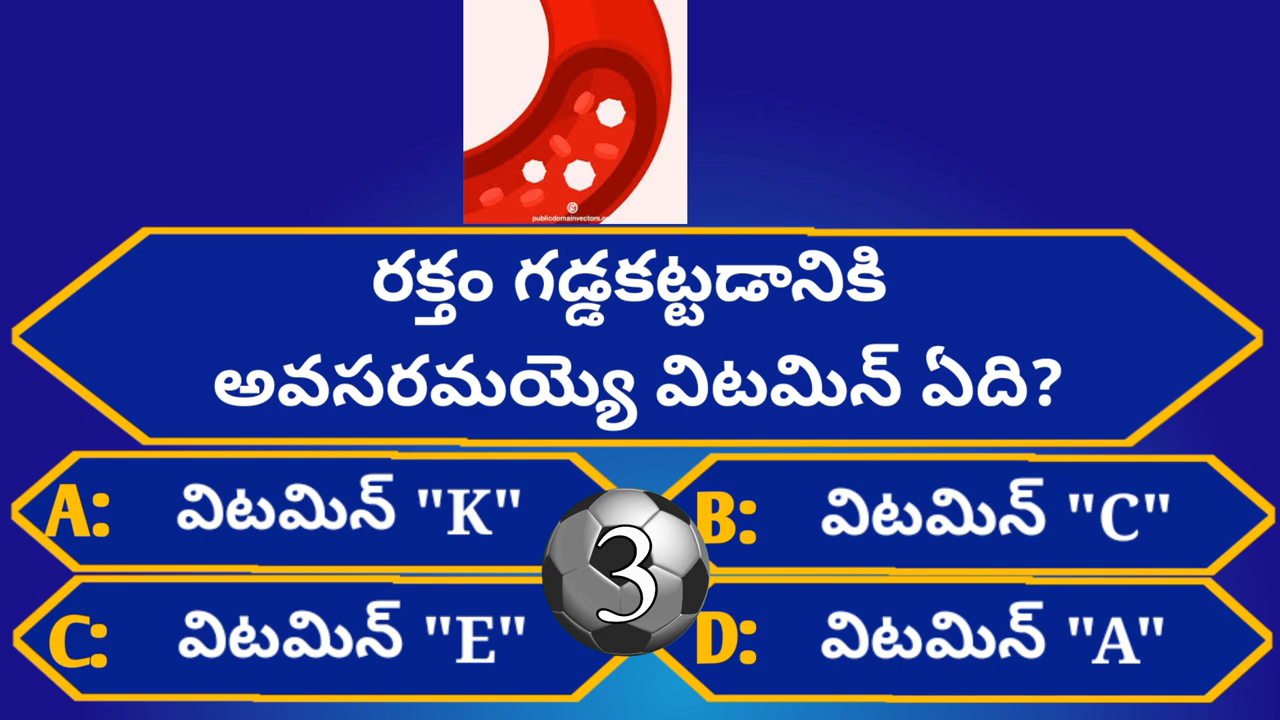 రక్తం గడ్డకట్టడానికి
అవసరమయ్యె విటమిన్ ఏది?
A: విటమిన్ "K"
B: విటమిన్ "C"
3
C: విటమిన్ "E"
D: విటమిన్ "A"